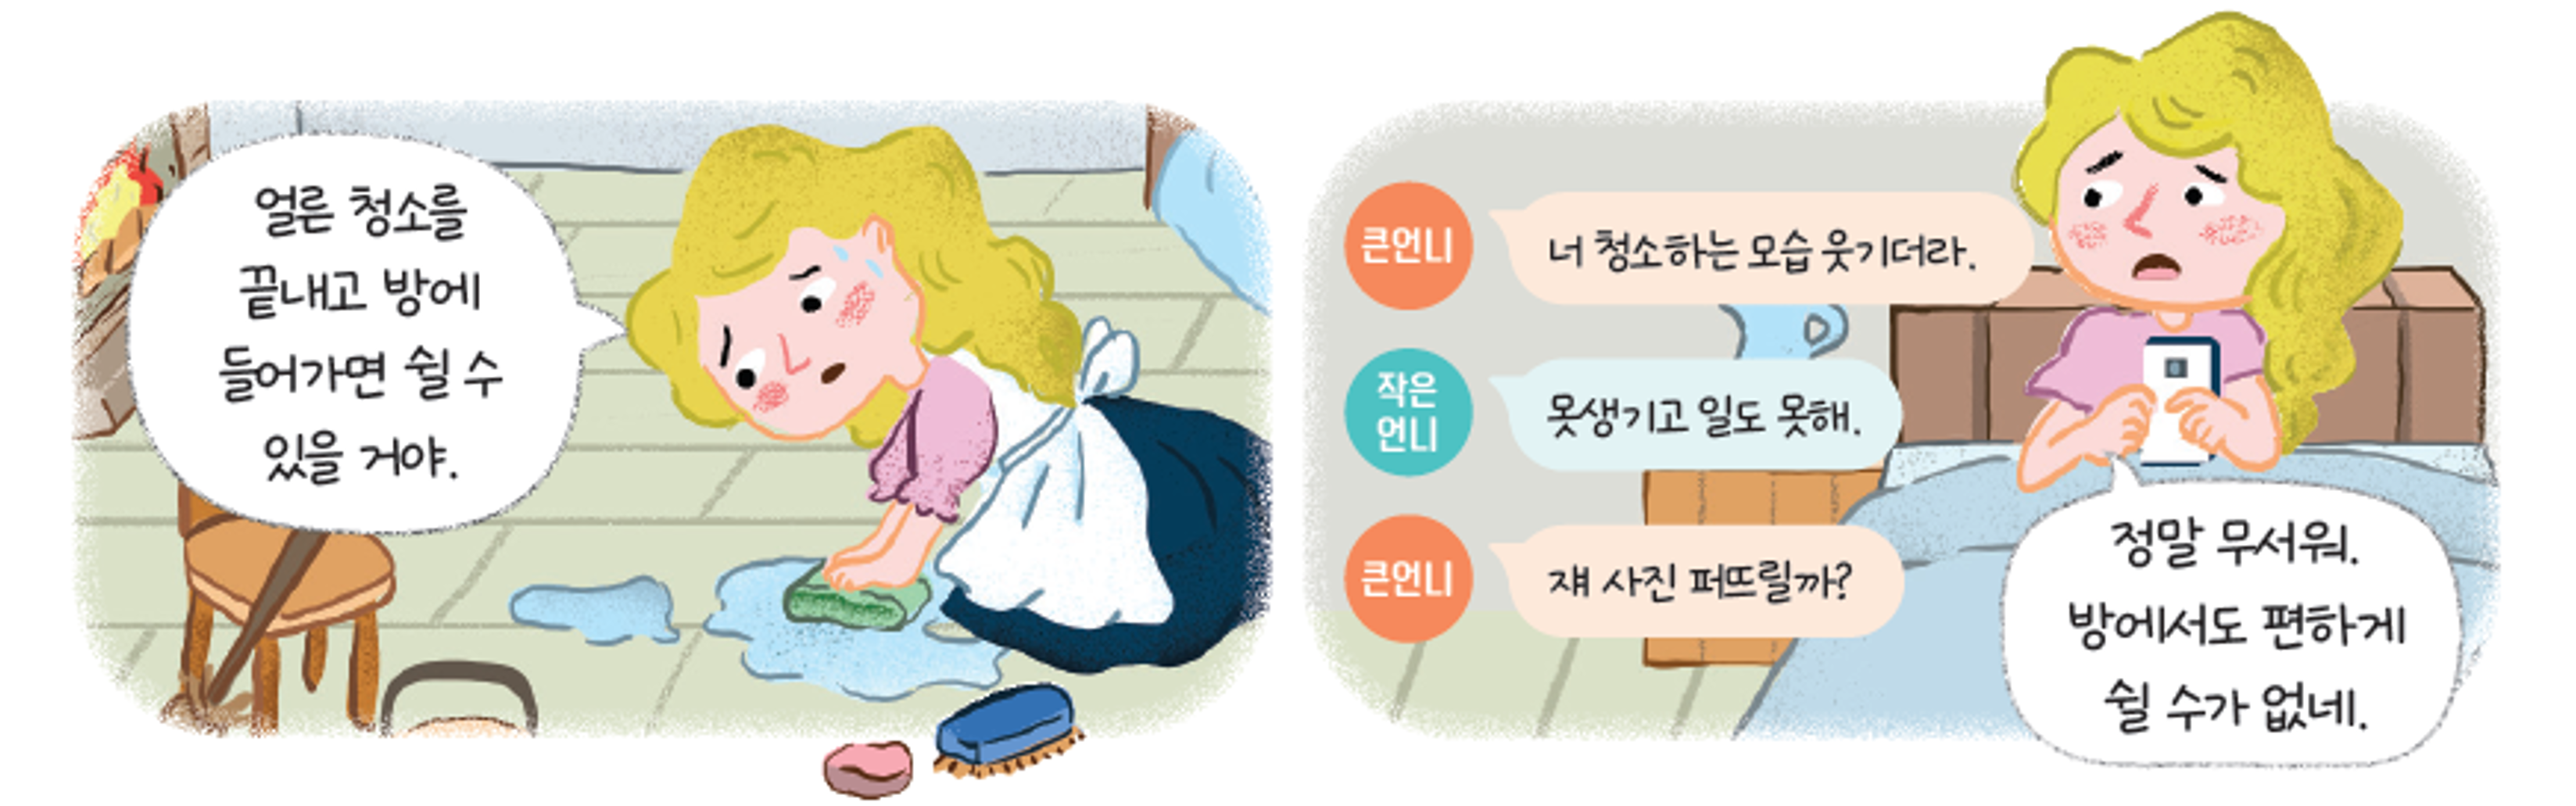 얼른 청소를
끝내고 방에
들어가면 쉴 수
있을 거야.
큰언니
너 청소하는 모습 웃기더라.
작은
언니
못생기고 일도 못해.
큰언니
쟤 사진 퍼뜨릴까?
정말 무서워.
방에서도 편하게
쉴 수가 없네.